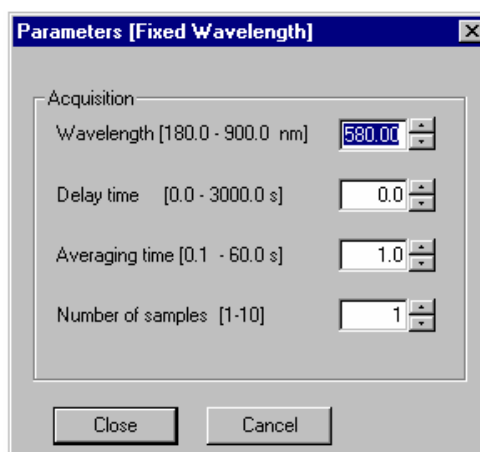 Parameters [Fixed Wavelength]
Acquisition
Wavelength [180.0 - 900.0 nm] 580.00
Delay time [0.0 - 3000.0 s] 0.0
Averaging time [0.1 - 60.0 s] 1.0
Number of samples [1-10] 1
Close Cancel